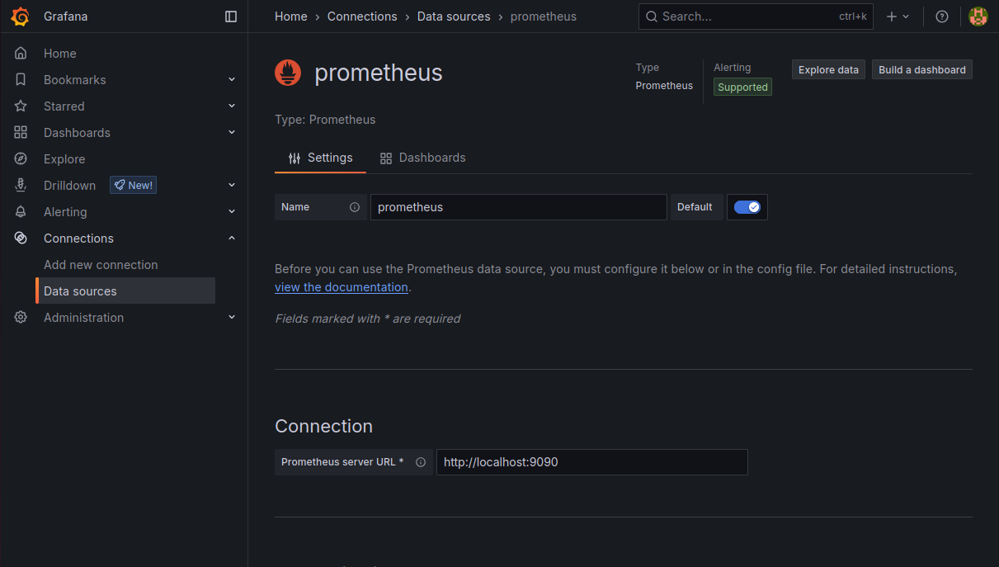 Grafana
Home
Bookmarks
Starred
Dashboards
Explore
Drilldown New!
Alerting
Connections
Add new connection
Data sources
Administration
Home › Connections › Data sources › prometheus
Search... ctrl+k
prometheus
Type
Prometheus
Alerting
Supported
Explore data
Build a dashboard
Type: Prometheus
Settings
Dashboards
Name prometheus Default
Before you can use the Prometheus data source, you must configure it below or in the config file. For detailed instructions,
view the documentation.
Fields marked with * are required
Connection
Prometheus server URL * http://localhost:9090